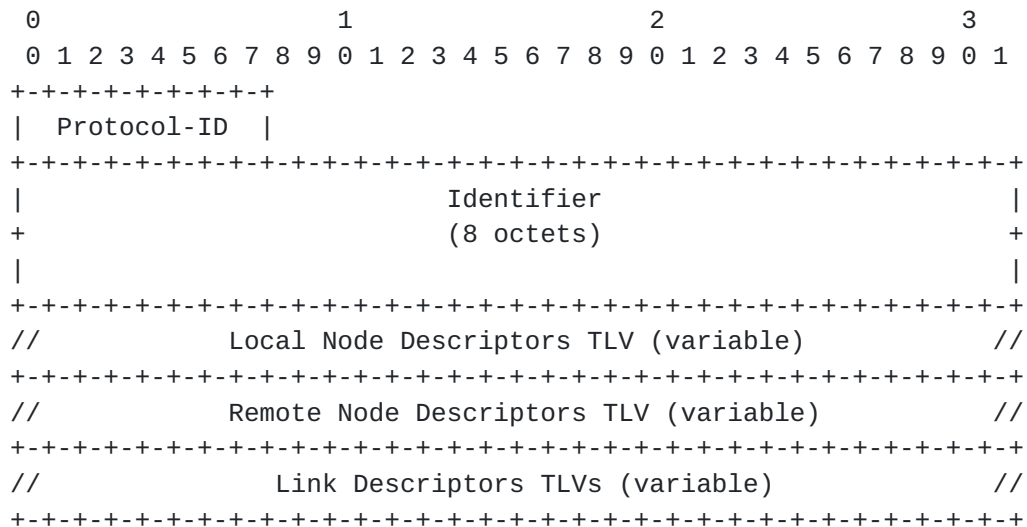 0                   1                   2                   3
 0 1 2 3 4 5 6 7 8 9 0 1 2 3 4 5 6 7 8 9 0 1 2 3 4 5 6 7 8 9 0 1
+-+-+-+-+-+-+-+-+
|  Protocol-ID  |
+-+-+-+-+-+-+-+-+-+-+-+-+-+-+-+-+-+-+-+-+-+-+-+-+-+-+-+-+-+-+-+-+
|                           Identifier                          |
+                           (8 octets)                          +
|                                                               |
+-+-+-+-+-+-+-+-+-+-+-+-+-+-+-+-+-+-+-+-+-+-+-+-+-+-+-+-+-+-+-+-+
//            Local Node Descriptors TLV (variable)            //
+-+-+-+-+-+-+-+-+-+-+-+-+-+-+-+-+-+-+-+-+-+-+-+-+-+-+-+-+-+-+-+-+
//            Remote Node Descriptors TLV (variable)           //
+-+-+-+-+-+-+-+-+-+-+-+-+-+-+-+-+-+-+-+-+-+-+-+-+-+-+-+-+-+-+-+-+
//               Link Descriptors TLVs (variable)              //
+-+-+-+-+-+-+-+-+-+-+-+-+-+-+-+-+-+-+-+-+-+-+-+-+-+-+-+-+-+-+-+-+